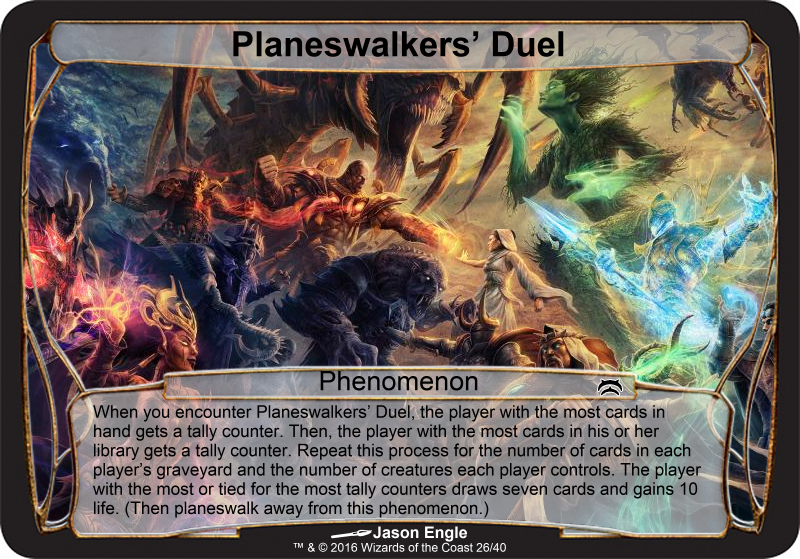 Planeswalkers’ Duel
Phenomenon
When you encounter Planeswalkers’ Duel, the player with the most cards in
hand gets a tally counter. Then, the player with the most cards in his or her
library gets a tally counter. Repeat this process for the number of cards in each
player’s graveyard and the number of creatures each player controls. The player
with the most or tied for the most tally counters draws seven cards and gains 10
life. (Then planeswalk away from this phenomenon.)
Jason Engle
™ & © 2016 Wizards of the Coast 26/40